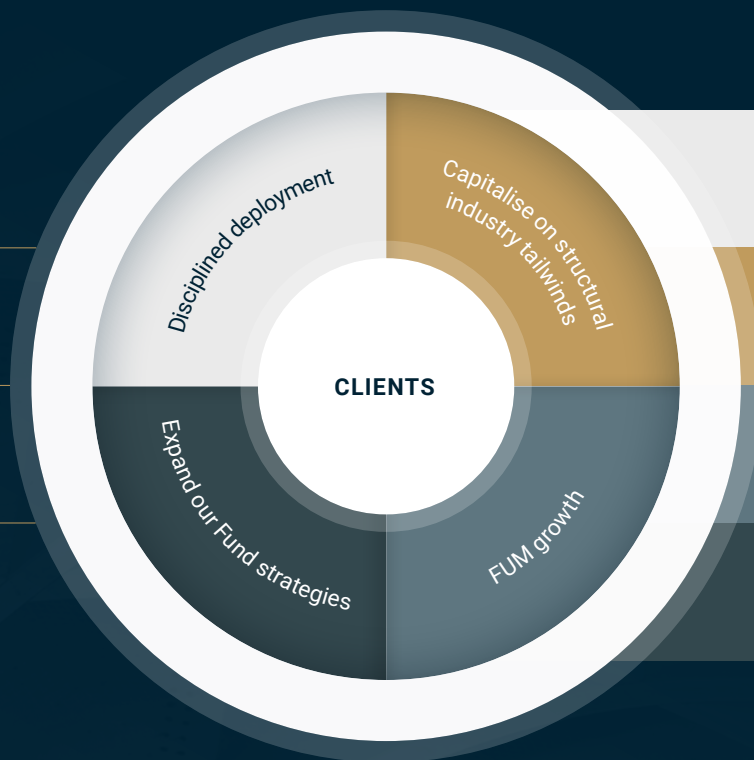 Disciplined deployment
Capitalise on structural
industry tailwinds
CLIENTS
Expand our Fund strategies
FUM growth